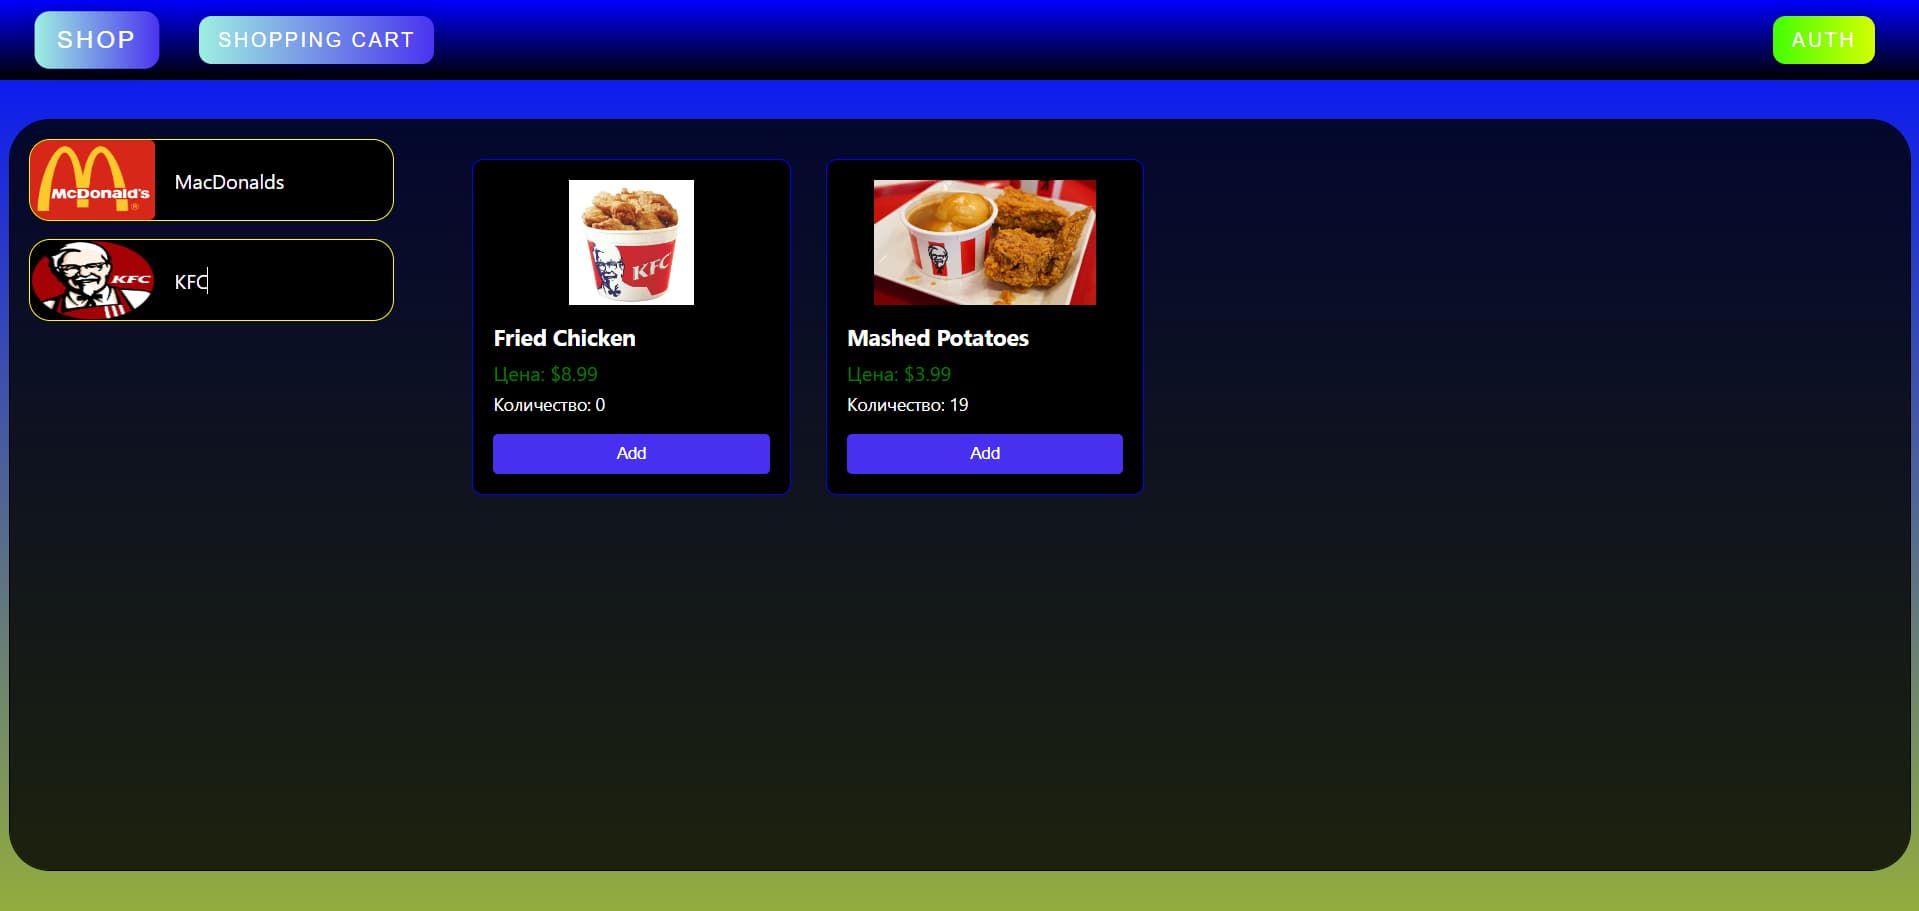 SHOP
SHOPPING CART
AUTH
McDonald's®
MacDonalds
KFC
KFC
KFC
Fried Chicken
Цена: $8.99
Количество: 0
Add
Mashed Potatoes
Цена: $3.99
Количество: 19
Add